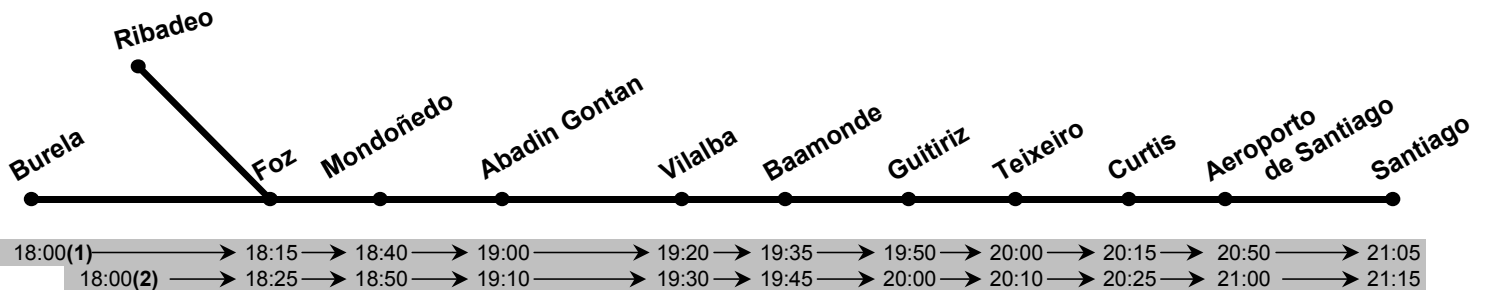 Ribadeo
Burela
Foz
Mondoñedo
Abadin Gontan
Vilalba
Baamonde
Guitiriz
Teixeiro
Curtis
Aeroporto
de Santiago
Santiago
18:00(1) 18:15 18:40 19:00 19:20 19:35 19:50 20:00 20:15 20:50 21:05
18:00(2) 18:25 18:50 19:10 19:30 19:45 20:00 20:10 20:25 21:00 21:15